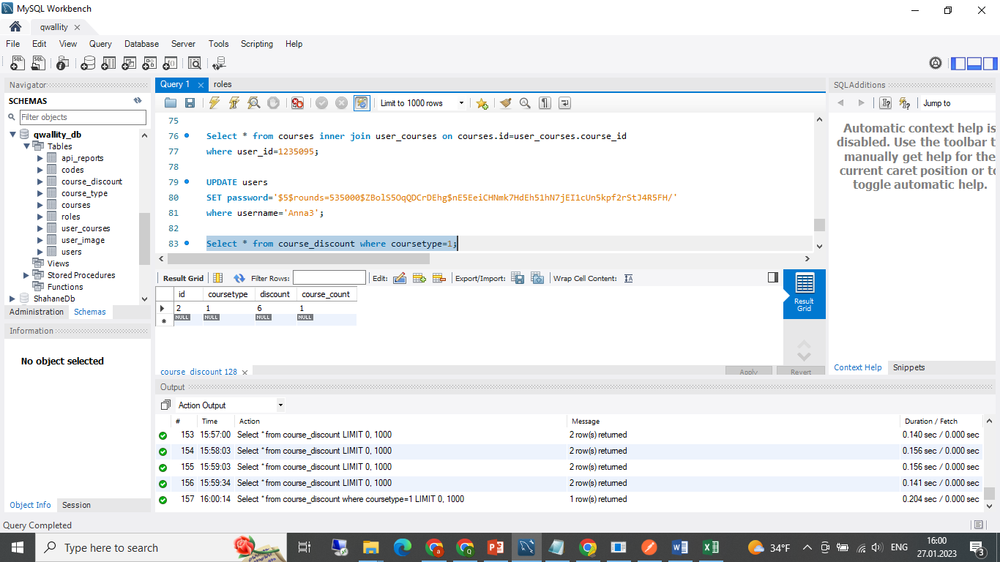 MySQL Workbench
qwallity
File Edit View Query Database Server Tools Scripting Help
Navigator
SCHEMAS
Filter objects
qwallity_db
Tables
api_reports
codes
course_discount
course_type
courses
roles
user_courses
user_image
users
Views
Stored Procedures
Functions
ShahaneDb
Administration Schemas
Information
No object selected
Object Info Session
Query 1 roles
Limit to 1000 rows
75
76 Select * from courses inner join user_courses on courses.id=user_courses.course_id
77 where user_id=1235095;
78
79 UPDATE users
80 SET password='$5$rounds=535000$ZBolS5OqQDCrDEhg$nE5EeiCHNmk7HdEh51hN7jEI1cUn5kpf2rStJ4R5FH/'
81 where username='Anna3';
82
83 Select * from course_discount where coursetype=1;
Result Grid Filter Rows: Edit: Export/Import: Wrap Cell Content:
id coursetype discount course_count
2 1 6 1
NULL NULL NULL NULL
Result
Grid
course_discount 128
Apply Revert
SQLAdditions
Jump to
Automatic context help is
disabled. Use the toolbar t
manually get help for the
current caret position or to
toggle automatic help.
Context Help Snippets
Output
Action Output
# Time Action Message Duration / Fetch
153 15:57:00 Select * from course_discount LIMIT 0, 1000 2 row(s) returned 0.140 sec / 0.000 sec
154 15:58:03 Select * from course_discount LIMIT 0, 1000 2 row(s) returned 0.156 sec / 0.000 sec
155 15:59:03 Select * from course_discount LIMIT 0, 1000 2 row(s) returned 0.156 sec / 0.000 sec
156 15:59:34 Select * from course_discount LIMIT 0, 1000 2 row(s) returned 0.141 sec / 0.000 sec
157 16:00:14 Select * from course_discount where coursetype=1 LIMIT 0, 1000 1 row(s) returned 0.204 sec / 0.000 sec
Query Completed
Type here to search
34°F
ENG
16:00
27.01.2023
3